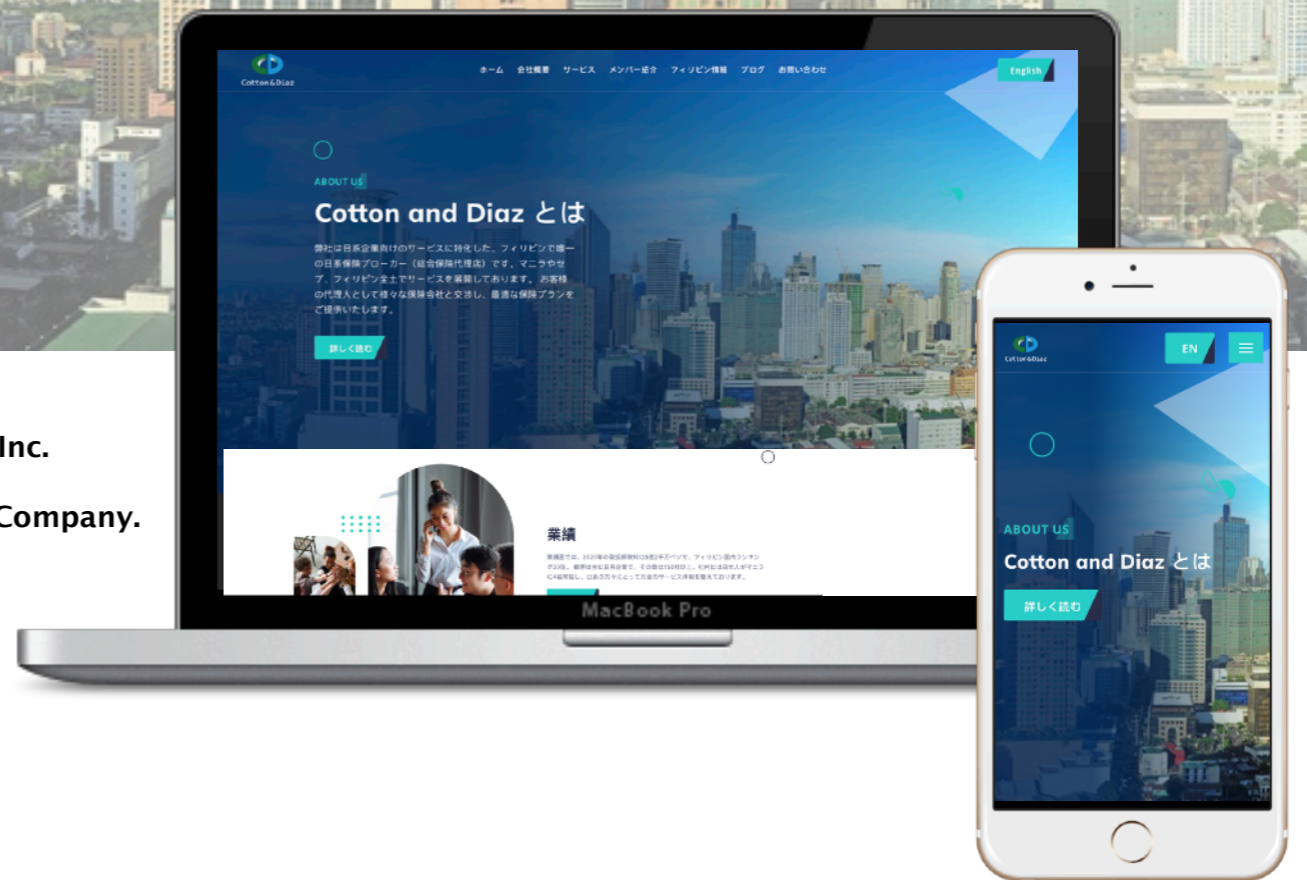 Cotton&Diaz
ホーム 会社概要 サービス メンバー紹介 フィリピン情報 ブログ お問い合わせ
English
ABOUT US
Cotton and Diaz とは
弊社は日系企業向けのサービスに特化した、フィリピンで唯一
の日系保険ブローカー（総合保険代理店）です。マニラやセ
ブ、フィリピン全土でサービスを展開しております。 お客様
の代理人として様々な保険会社と交渉し、最適な保険プランを
ご提供いたします。
詳しく読む
Inc.
Company.
業績
MacBook Pro
Cotton&Diaz
EN
ABOUT US
Cotton and Diaz とは
詳しく読む